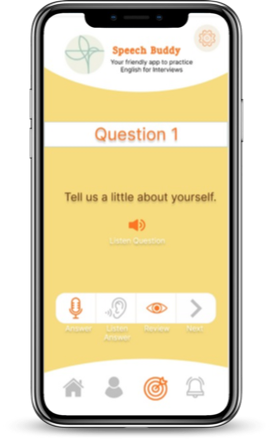 Speech Buddy
Your friendly app to practice
English for Interviews
Question 1
Tell us a little about yourself.
Listen Question
Answer
Listen
Answer
Review
Next